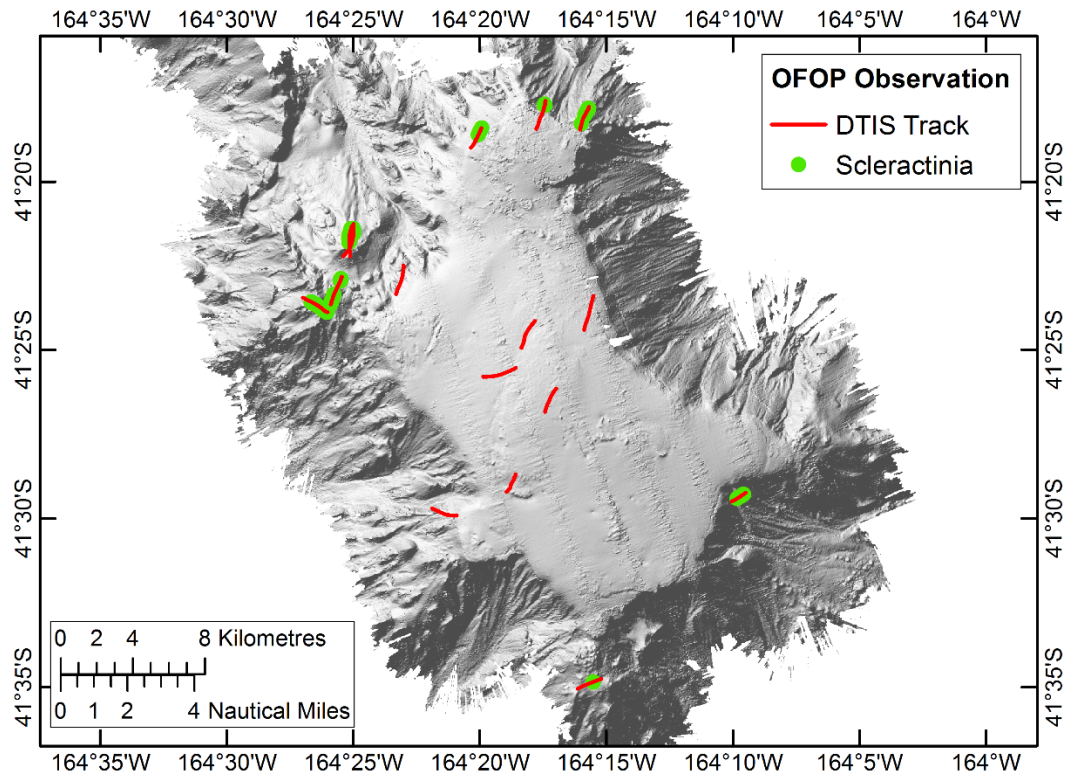 164°35'W 164°30'W 164°25'W 164°20'W 164°15'W 164°10'W 164°5'W 164°0'W
OFOP Observation
DTIS Track
Scleractinia
41°20'S 41°20'S
41°25'S 41°25'S
41°30'S 41°30'S
41°35'S 41°35'S
0 2 4 8 Kilometres
0 1 2 4 Nautical Miles
164°35'W 164°30'W 164°25'W 164°20'W 164°15'W 164°10'W 164°5'W 164°0'W